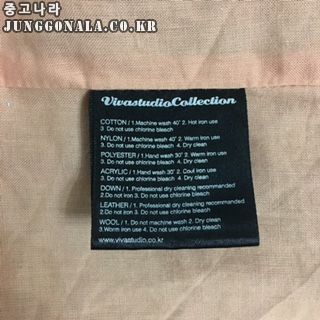 중고나라
JUNGGONALA.CO.KR
VivastudioCollection
COTTON / 1.Machine wash 40˚ 2. Hot iron use
3. Do not use chlorine bleach
NYLON / 1.Machine wash 40˚ 2. Warm iron use
3. Do not use chlorine bleach 4. Dry clean
POLYESTER / 1.Hand wash 30˚ 2. Warm iron use
3. Do not use chlorine bleach 4. Dry clean
ACRYLIC / 1.Hand wash 30˚ 2. Cool iron use
3. Do not use chlorine bleach 4. Dry clean
DOWN / 1. Professional dry cleaning recommended
2.Do not iron 3. Do not use chlorine bleach
LEATHER / 1. Professional dry cleaning recommended
2.Do not iron 3. Do not use chlorine bleach
WOOL / 1. Do not machine wash 2. Dry clean
3.Warm iron use 4. Do not use chlorine bleach
www.vivastudio.co.kr